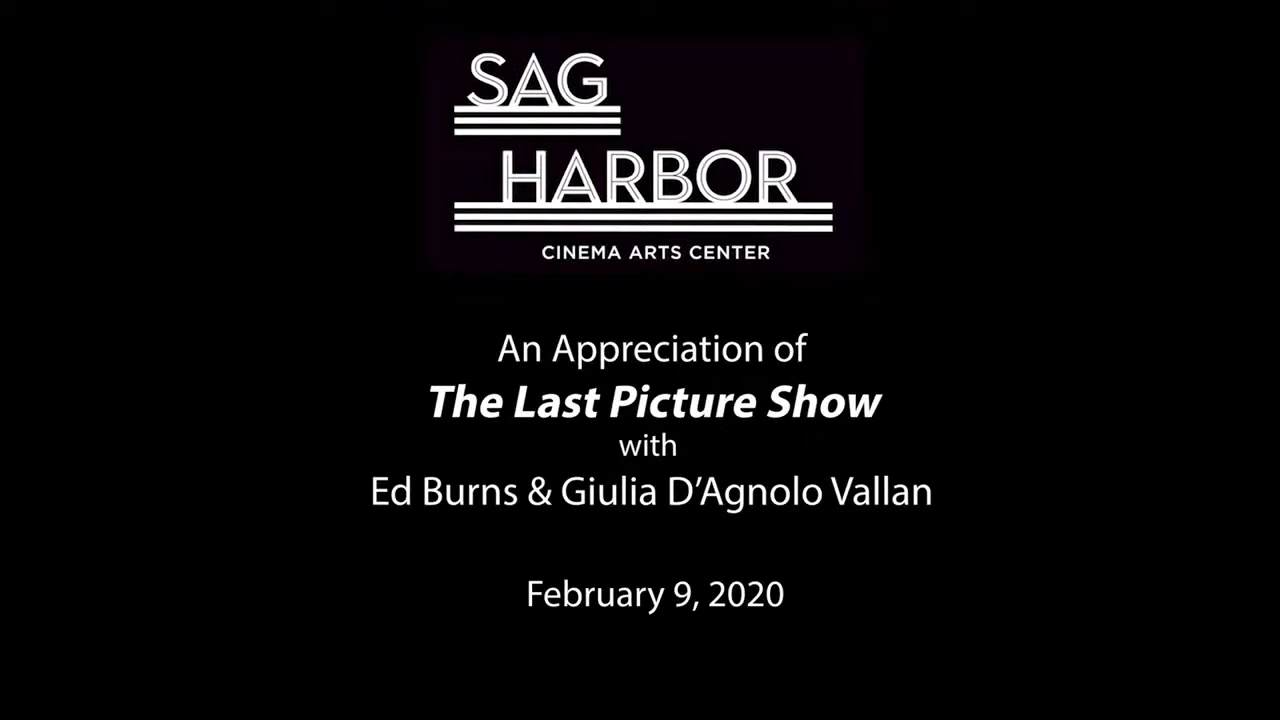 SAG
HARBOR
CINEMA ARTS CENTER
An Appreciation of
The Last Picture Show
with
Ed Burns & Giulia D’Agnolo Vallan
February 9, 2020